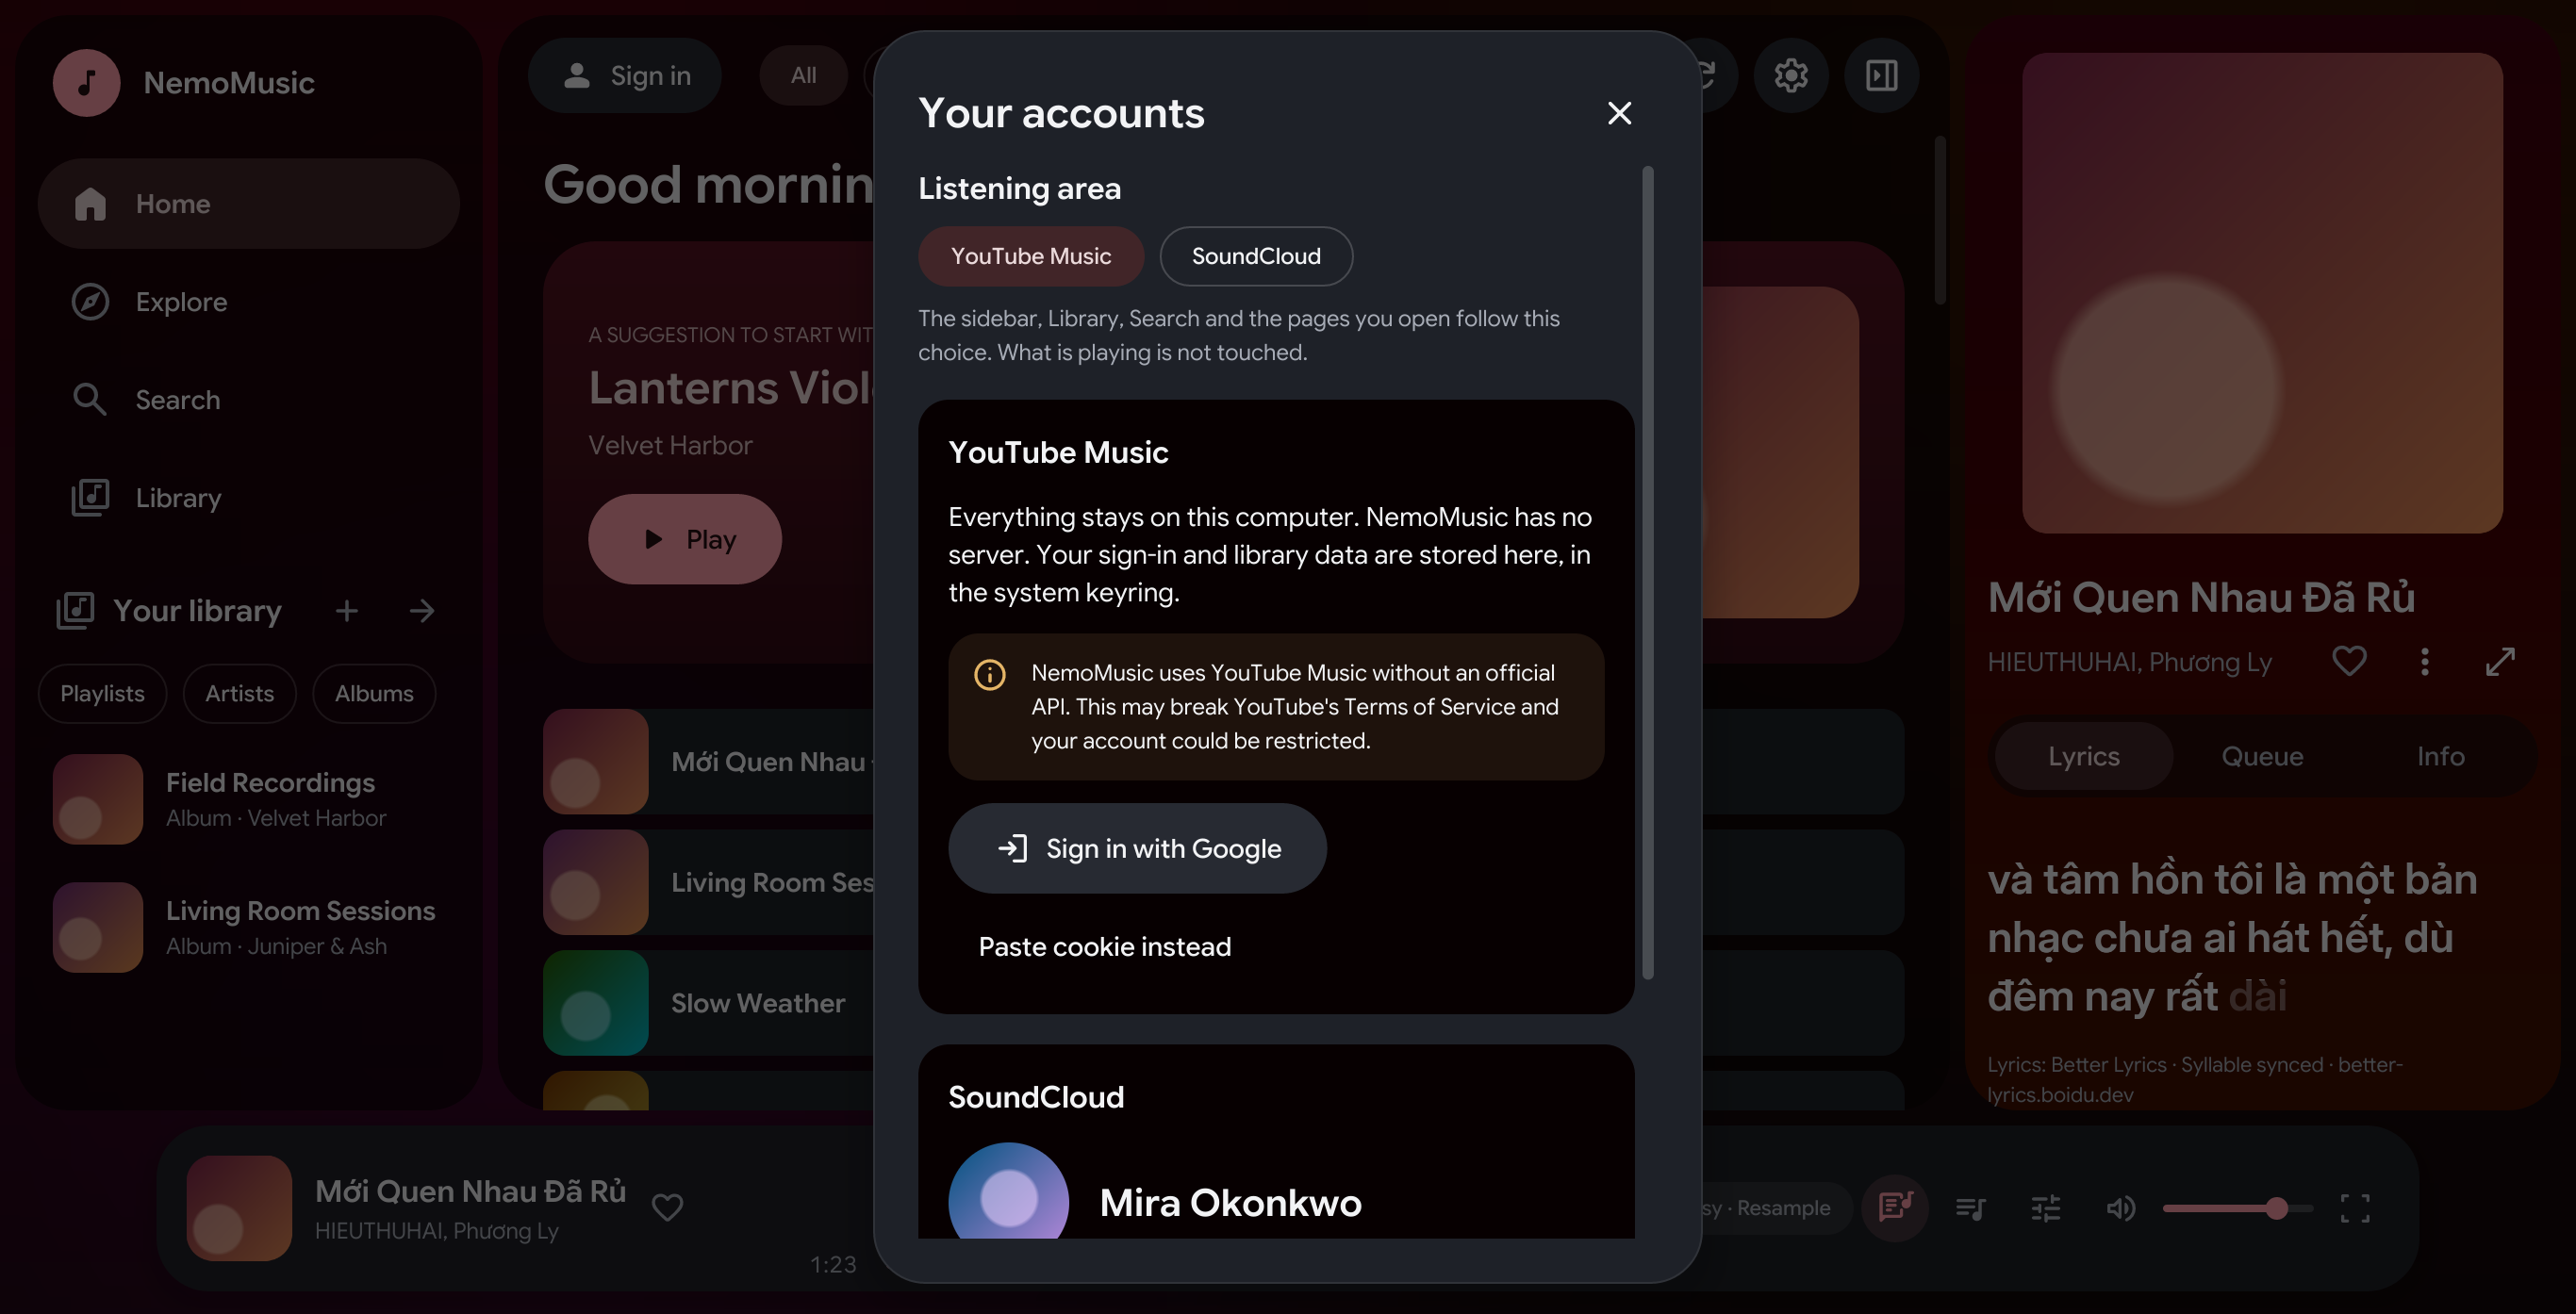 NemoMusic
Home
Explore
Search
Library
Your library
Playlists
Artists
Albums
Field Recordings
Album · Velvet Harbor
Living Room Sessions
Album · Juniper & Ash
Sign in
All
Good
A SUGGESTION TO START
Lanterns
Velvet Harbor
Play
Mới Quen Nhau
Living Room
Slow Weather
Your accounts
Listening area
YouTube Music
SoundCloud
The sidebar, Library, Search and the pages you open follow this
choice. What is playing is not touched.
YouTube Music
Everything stays on this computer. NemoMusic has no
server. Your sign-in and library data are stored here, in
the system keyring.
NemoMusic uses YouTube Music without an official
API. This may break YouTube's Terms of Service and
your account could be restricted.
Sign in with Google
Paste cookie instead
SoundCloud
Mira Okonkwo
Mới Quen Nhau Đã Rủ
HIEUTHUHAI, Phương Ly
Lyrics
Queue
Info
và tâm hồn tôi là một bản
nhạc chưa ai hát hết, dù
đêm nay rất dài
Lyrics: Better Lyrics · Syllable synced · better-
lyrics.boidu.dev
Mới Quen Nhau Đã Rủ
HIEUTHUHAI, Phương Ly
1:23
· Resample